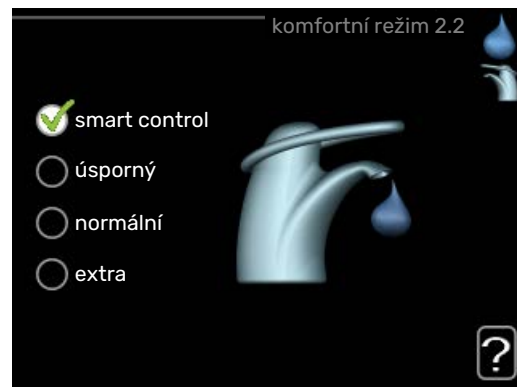 komfortní režim 2.2
smart control
úsporný
normální
extra
?